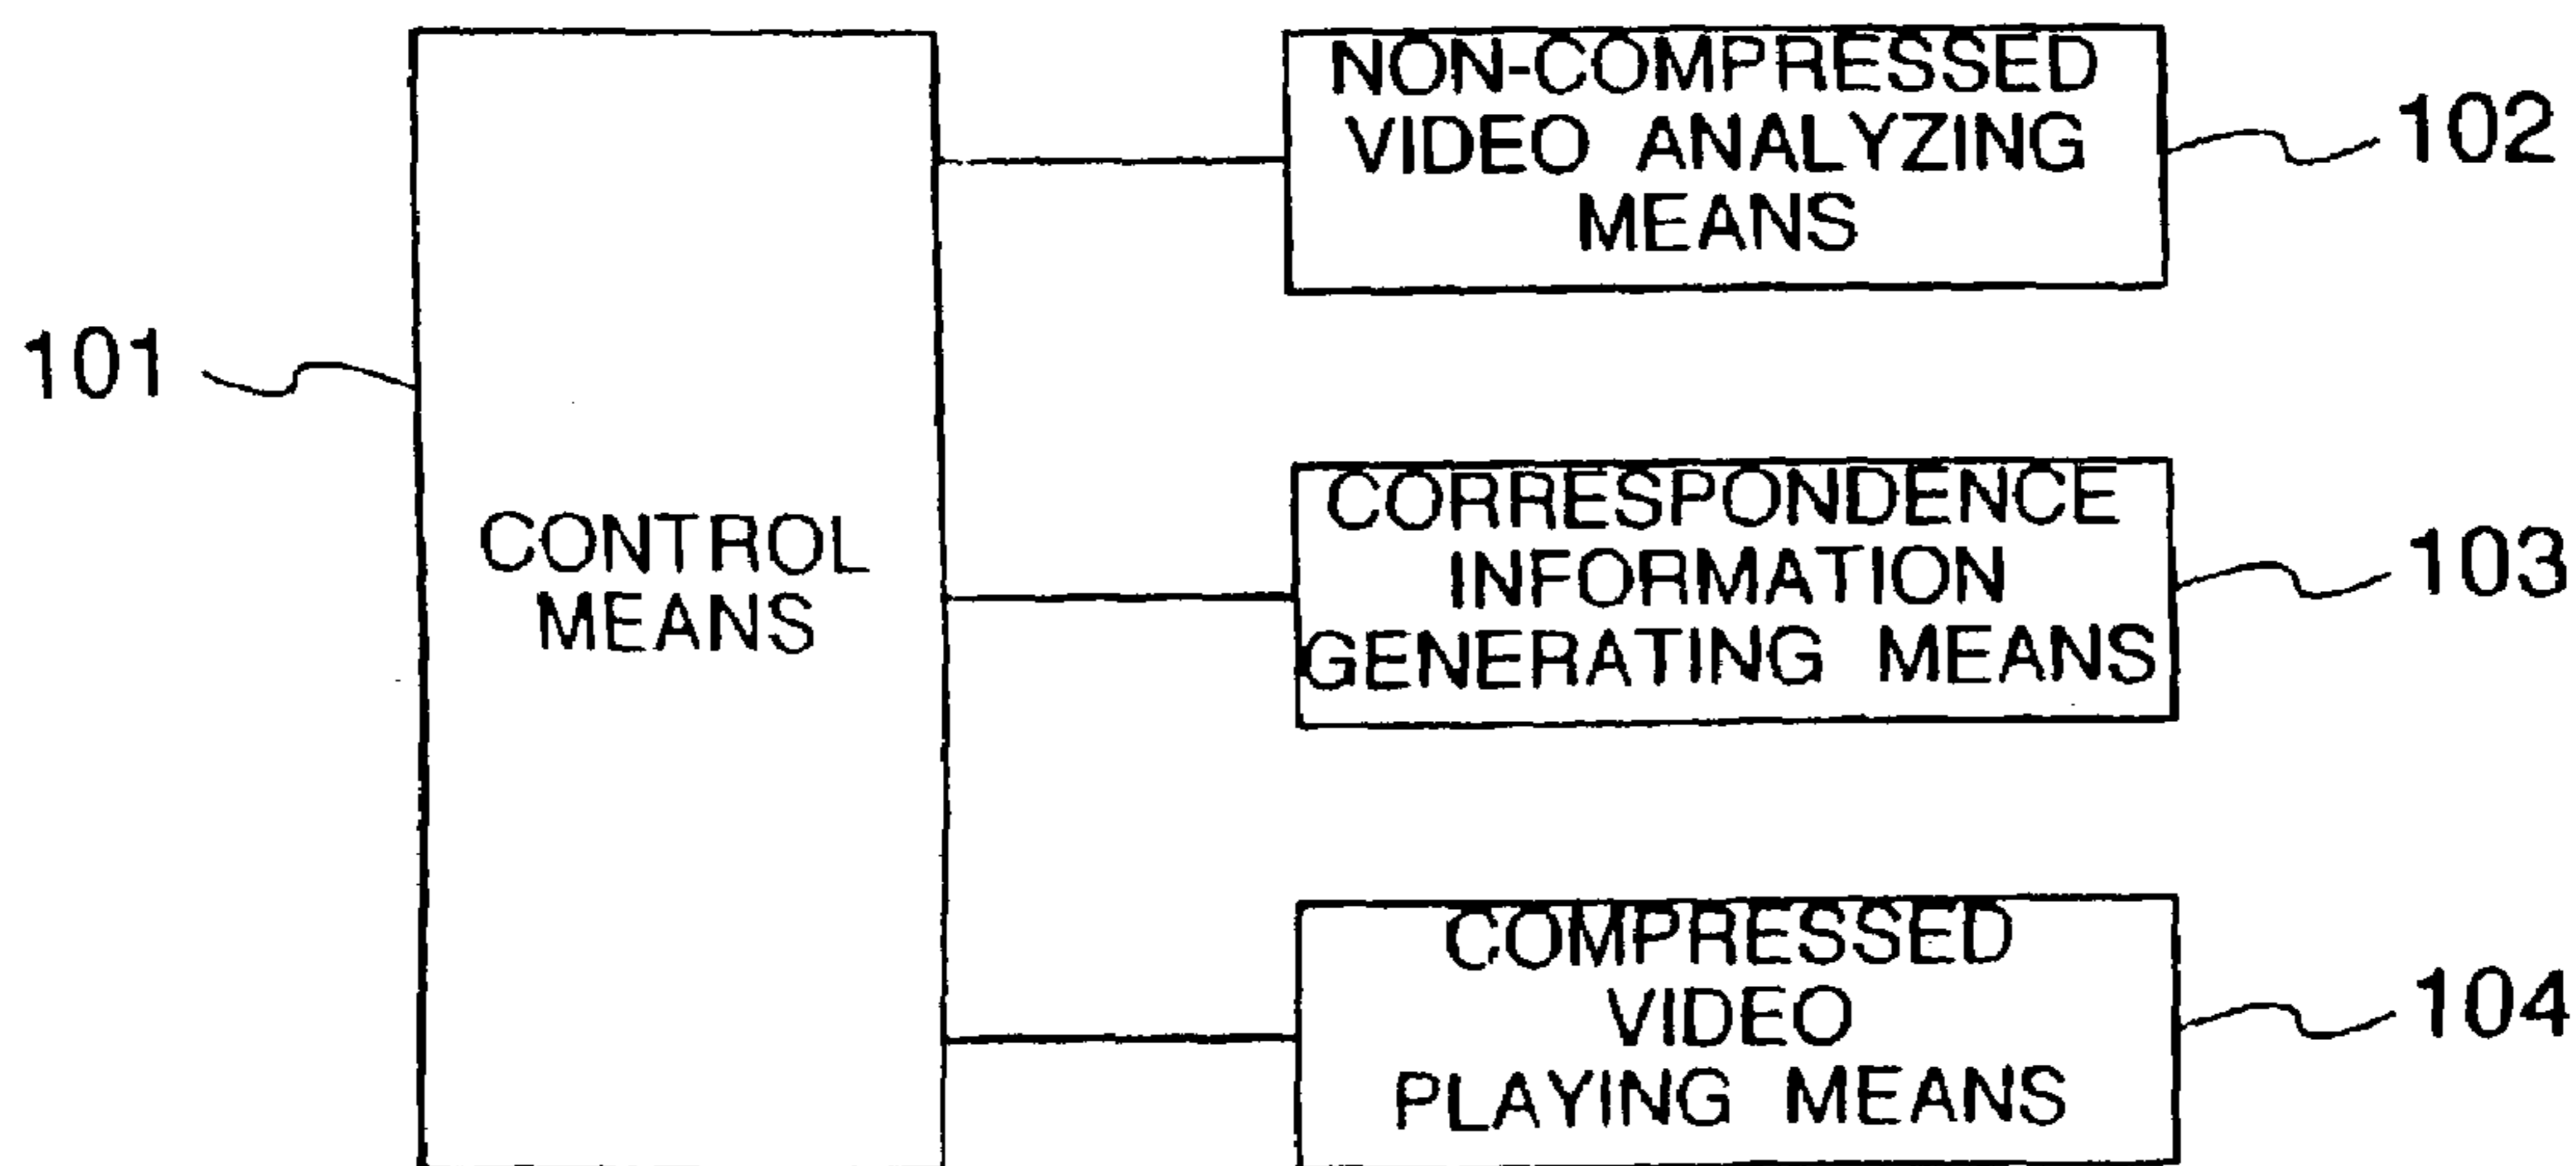 NON-COMPRESSED
VIDEO ANALYZING
MEANS
102
101
CONTROL
MEANS
CORRESPONDENCE
INFORMATION
GENERATING MEANS
103
COMPRESSED
VIDEO
PLAYING MEANS
104